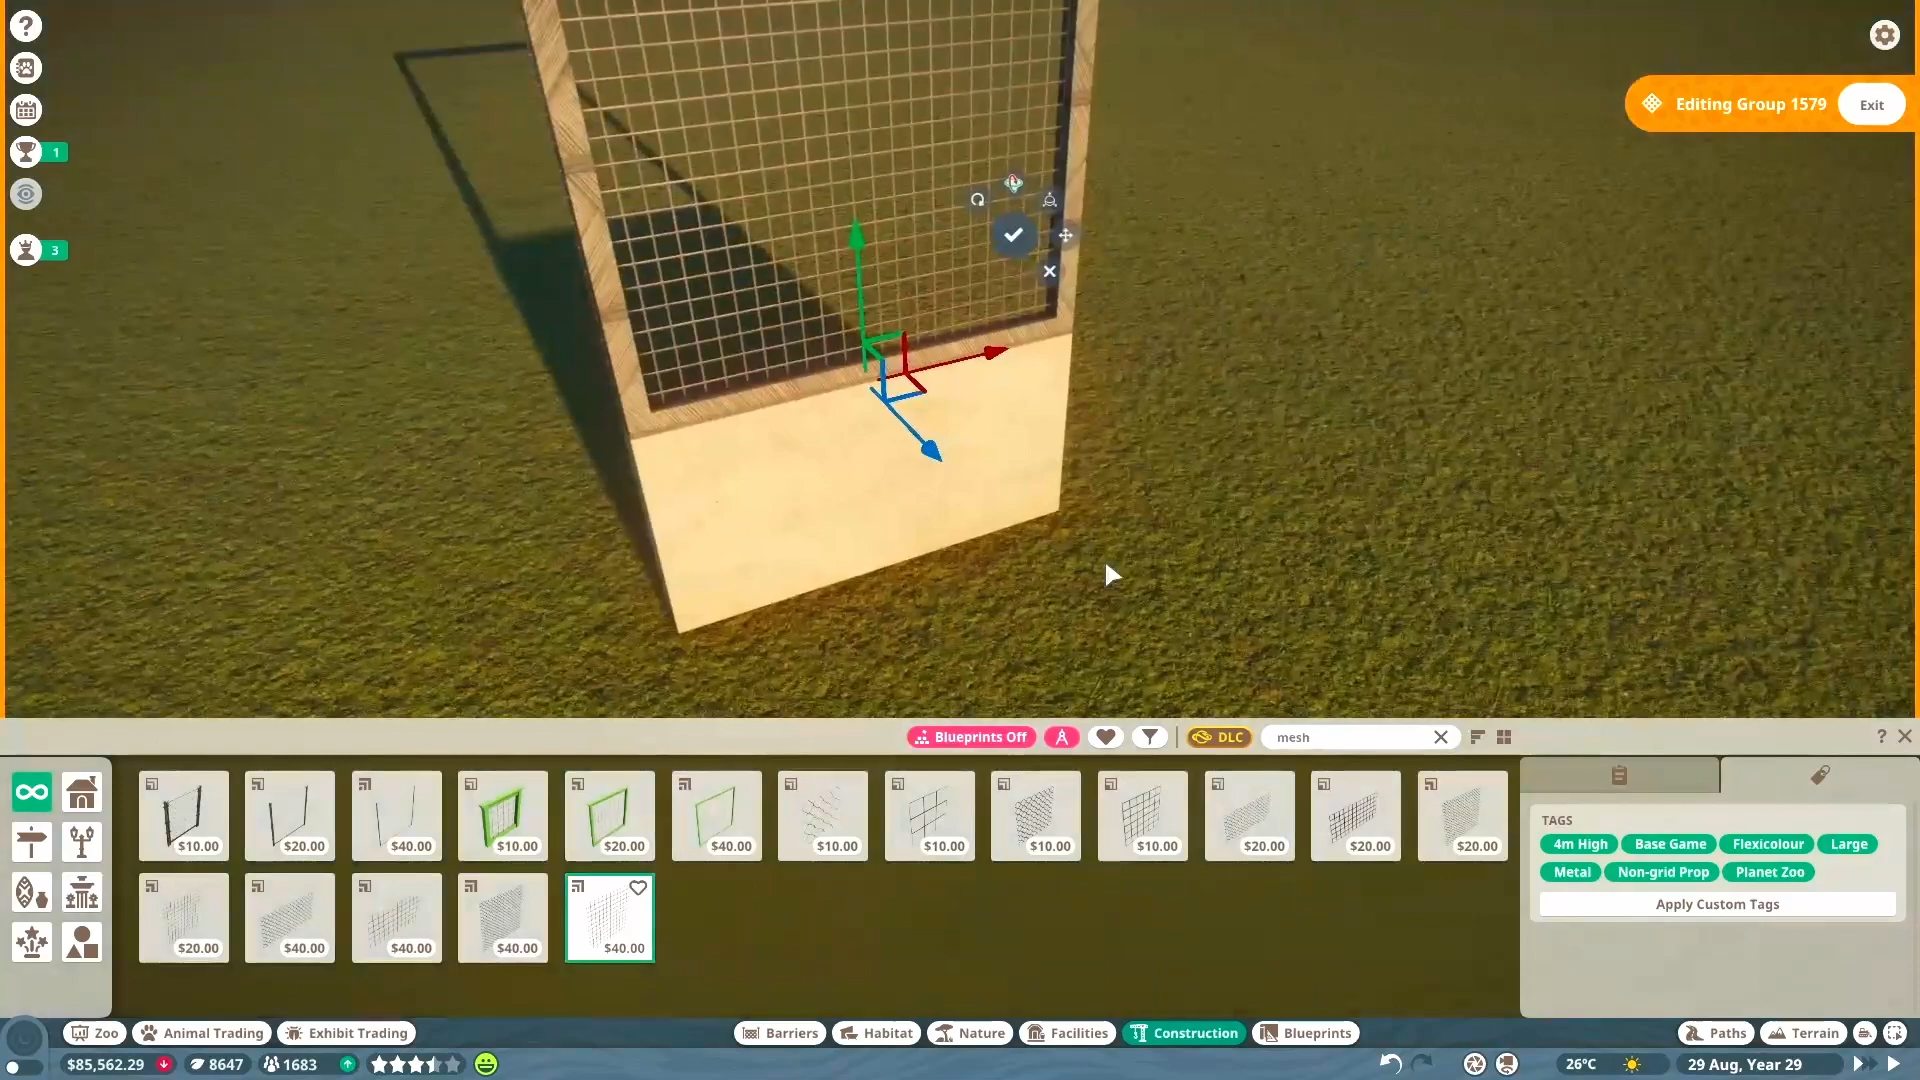 ?
1
3
Editing Group 1579 Exit
Blueprints Off DLC mesh ?
$10.00 $20.00 $40.00 $10.00 $20.00 $40.00 $10.00 $10.00 $10.00 $10.00 $20.00 $20.00 $20.00
$20.00 $40.00 $40.00 $40.00 $40.00
TAGS
4m High Base Game Flexicolour Large
Metal Non-grid Prop Planet Zoo
Apply Custom Tags
Zoo Animal Trading Exhibit Trading Barriers Habitat Nature Facilities Construction Blueprints Paths Terrain
$85,562.29 8647 1683 26°C 29 Aug, Year 29